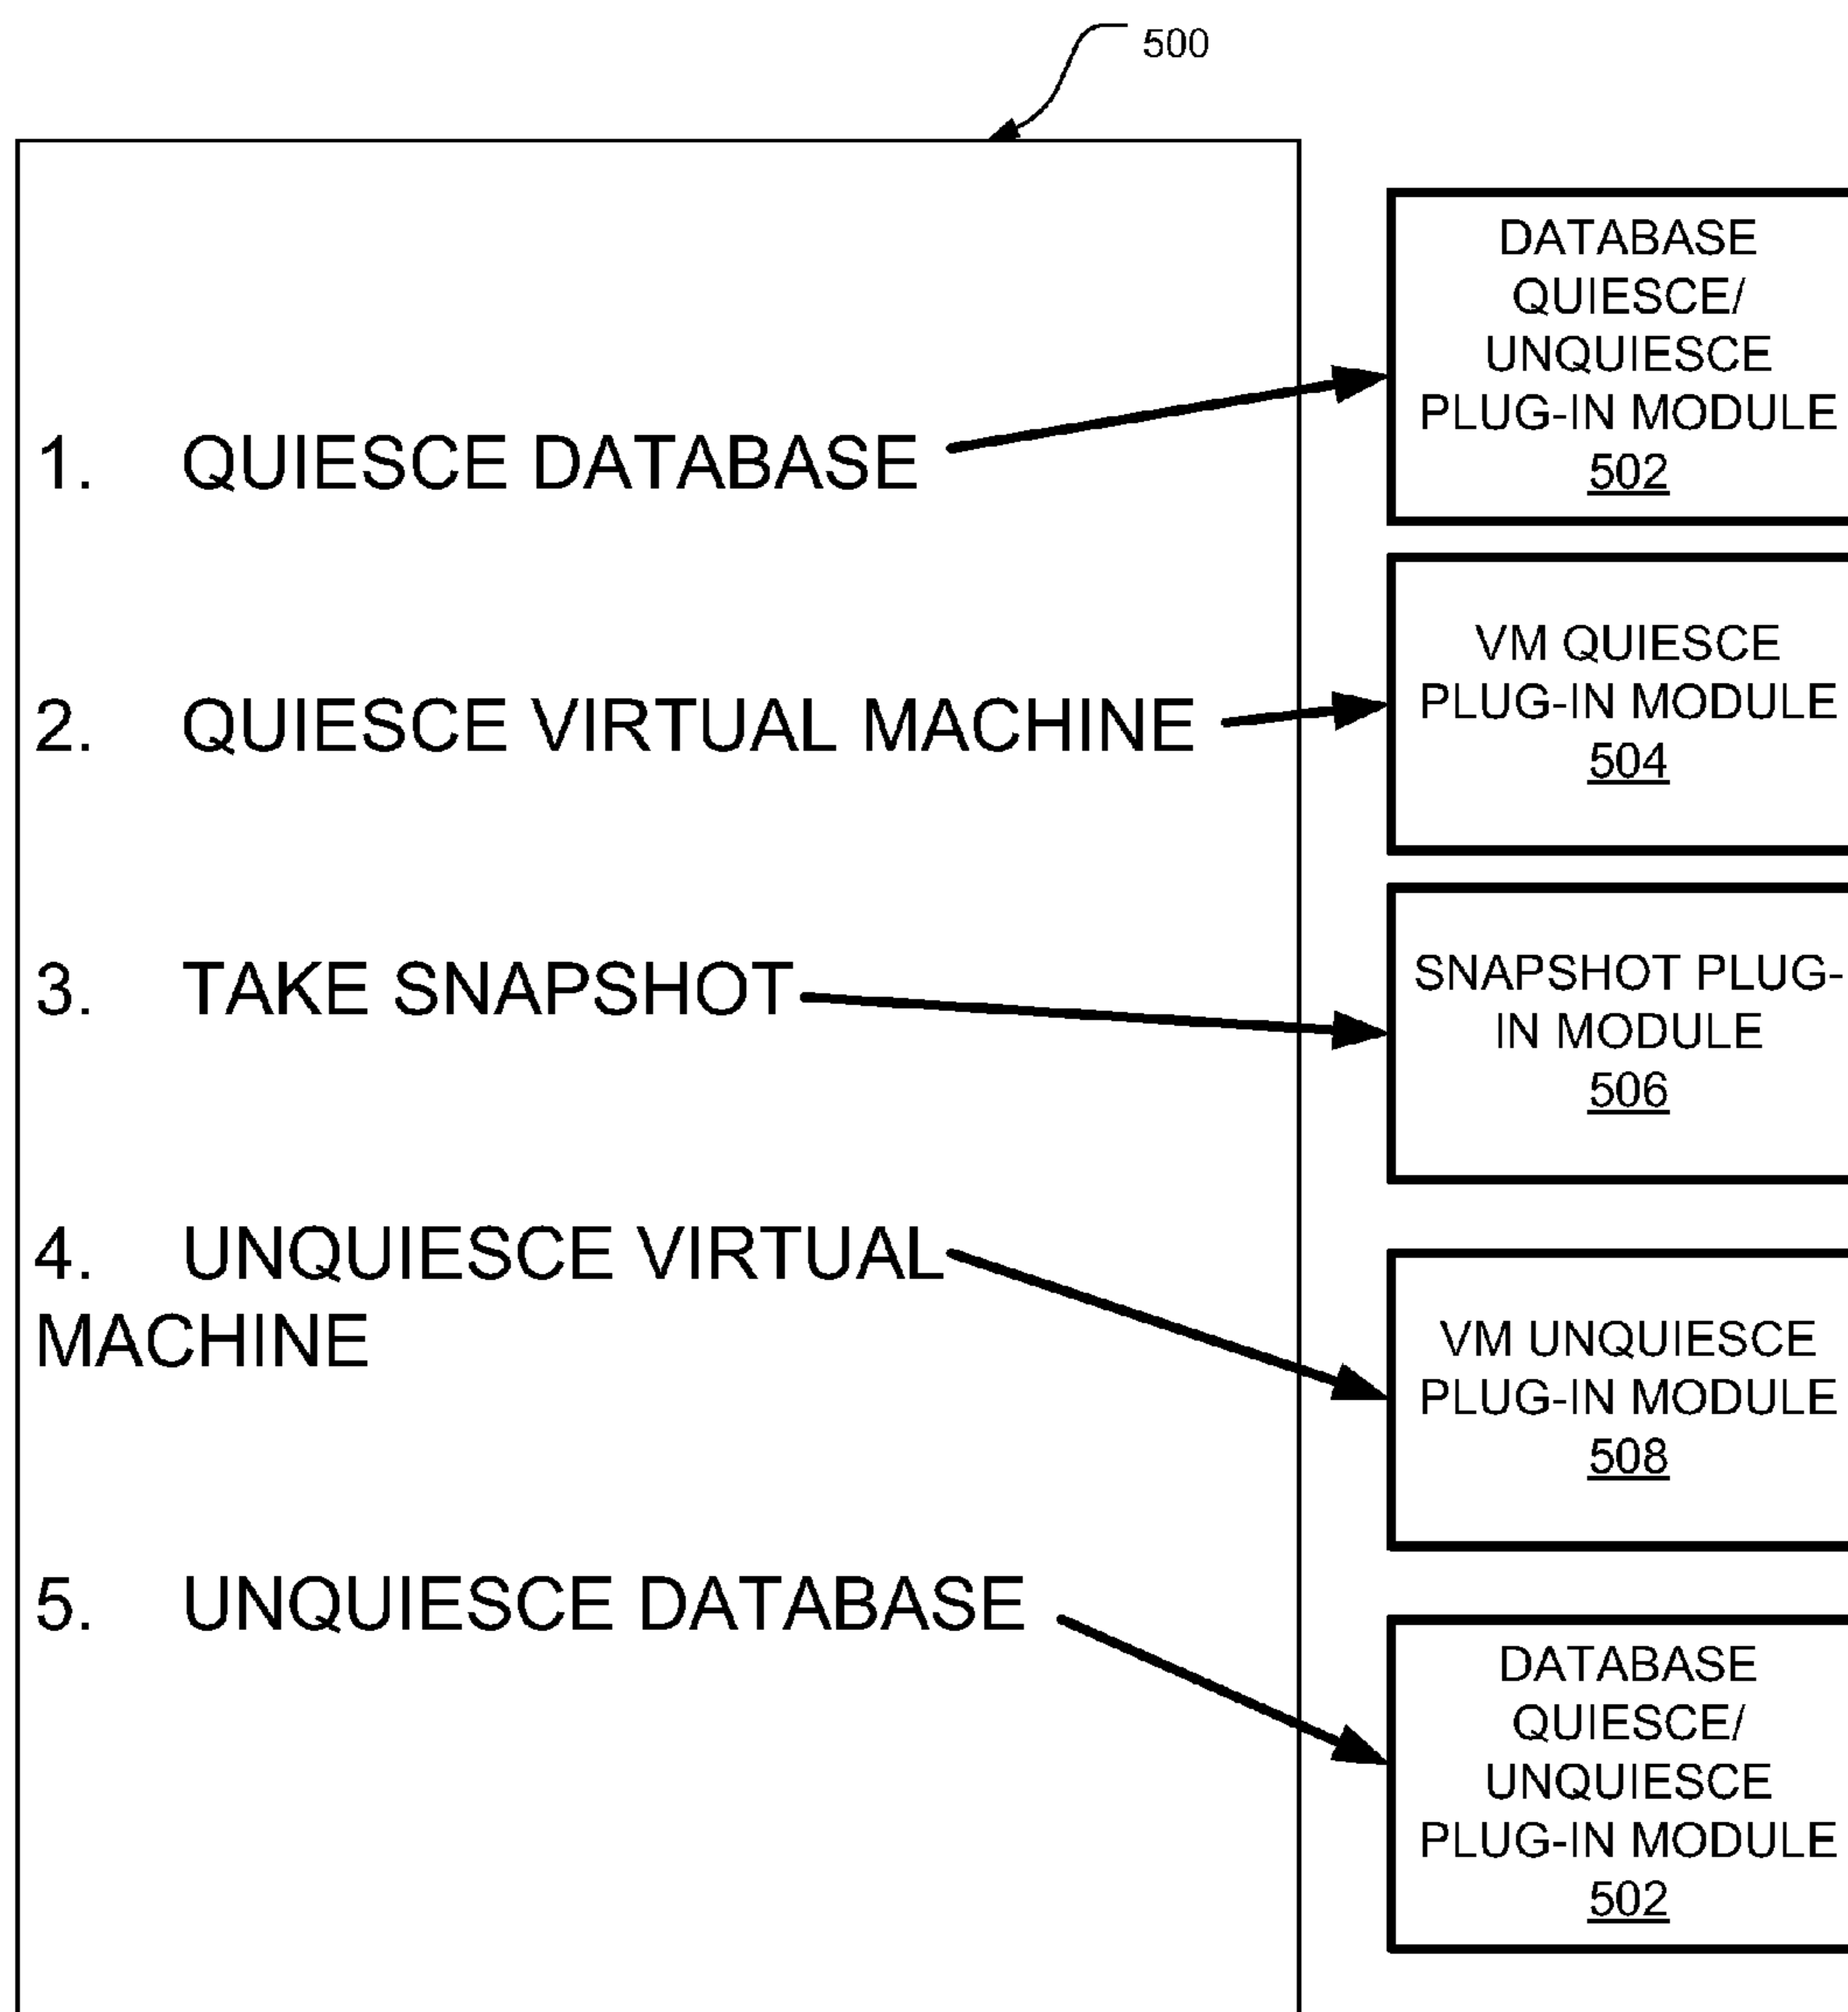 500
1. QUIESCE DATABASE
2. QUIESCE VIRTUAL MACHINE
3. TAKE SNAPSHOT
4. UNQUIESCE VIRTUAL
MACHINE
5. UNQUIESCE DATABASE
DATABASE
QUIESCE/
UNQUIESCE
PLUG-IN MODULE
502
VM QUIESCE
PLUG-IN MODULE
504
SNAPSHOT PLUG-
IN MODULE
506
VM UNQUIESCE
PLUG-IN MODULE
508
DATABASE
QUIESCE/
UNQUIESCE
PLUG-IN MODULE
502